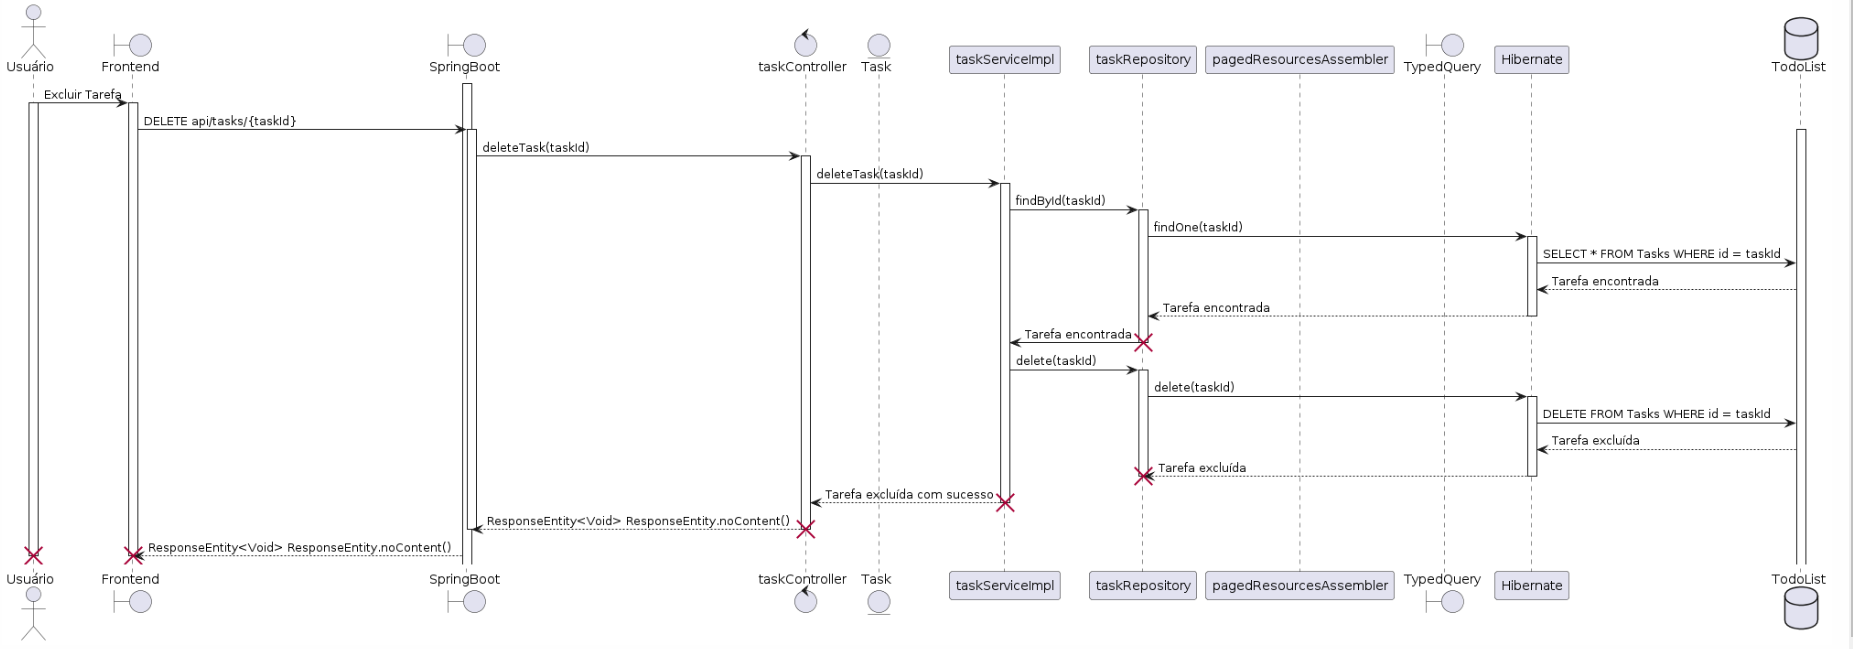 Usuário
Frontend
SpringBoot
taskController
Task
taskServiceImpl
taskRepository
pagedResourcesAssembler
TypedQuery
Hibernate
TodoList
Excluir Tarefa
DELETE api/tasks/{taskId}
deleteTask(taskId)
deleteTask(taskId)
findById(taskId)
findOne(taskId)
SELECT * FROM Tasks WHERE id = taskId
Tarefa encontrada
Tarefa encontrada
Tarefa encontrada
delete(taskId)
delete(taskId)
DELETE FROM Tasks WHERE id = taskId
Tarefa excluída
Tarefa excluída
Tarefa excluída com sucesso
ResponseEntity<Void> ResponseEntity.noContent()
ResponseEntity<Void> ResponseEntity.noContent()
Usuário
Frontend
SpringBoot
taskController
Task
taskServiceImpl
taskRepository
pagedResourcesAssembler
TypedQuery
Hibernate
TodoList